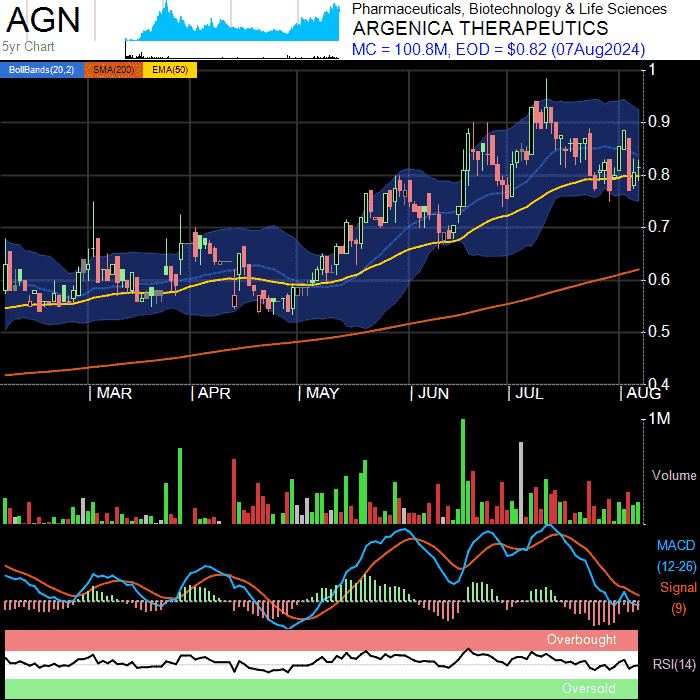 AGN
5yr Chart
Pharmaceuticals, Biotechnology & Life Sciences
ARGENICA THERAPEUTICS
MC = 100.8M, EOD = $0.82 (07Aug2024)
BollBands(20,2) SMA(200) EMA(50)
1
0.9
0.8
0.7
0.6
0.5
0.4
MAR APR MAY JUN JUL AUG
1M
Volume
MACD
(12-26)
Signal
(9)
Overbought
RSI(14)
Oversold